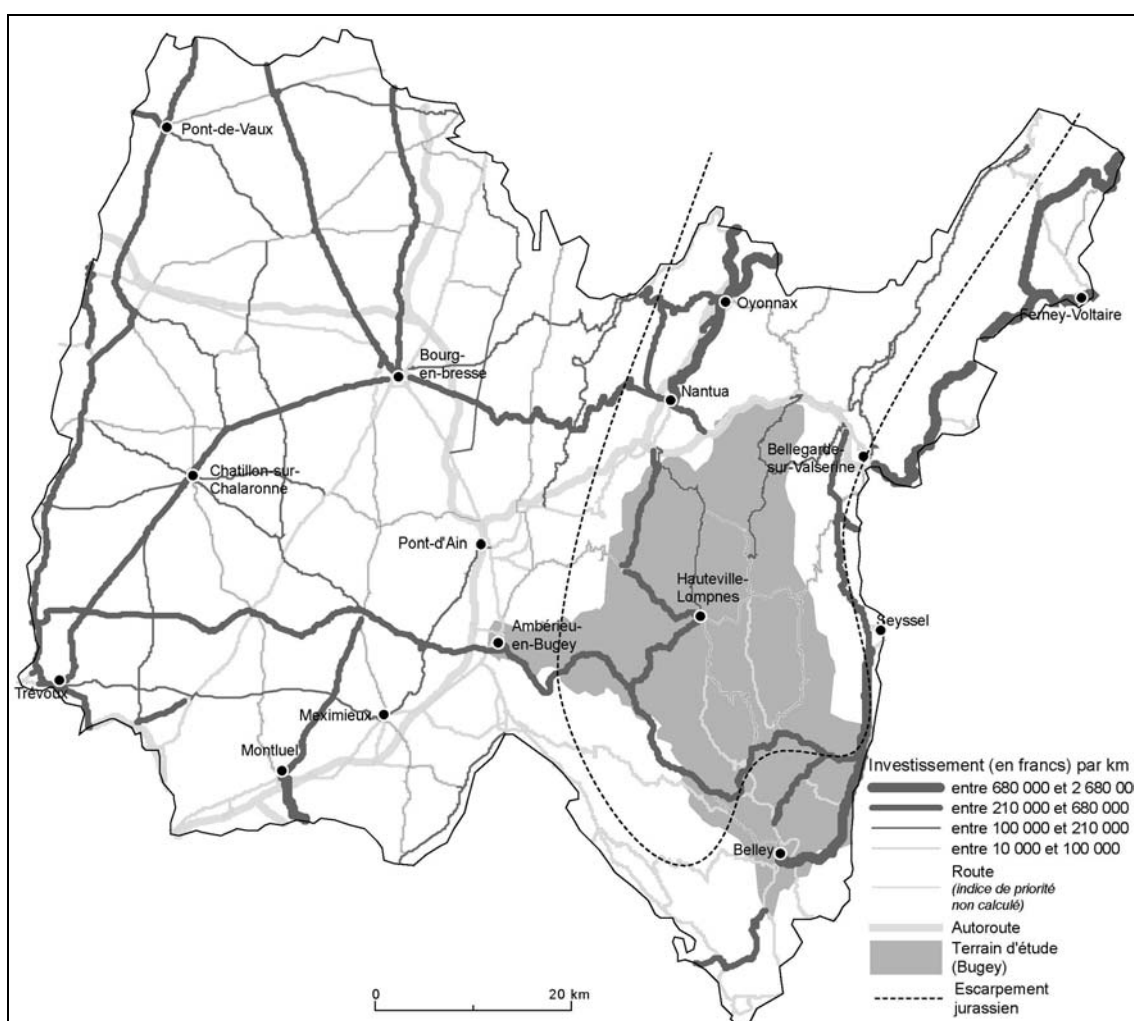 Pont-de-Vaux
Oyonnax
Ferney-Voltaire
Bourg-
en-bresse
Nantua
Bellegarde-
sur-Valserine
Chatillon-sur-
Chalaronne
Pont-d'Ain
Hauteville-
Lompnes
Ambérieu-
en-Bugey
Seyssel
Trévoux
Meximieux
Montluel
Belley
Investissement (en francs) par km
entre 680 000 et 2 680 00
entre 210 000 et 680 000
entre 100 000 et 210 000
entre 10 000 et 100 000
Route
(indice de priorité
non calculé)
Autoroute
Terrain d'étude
(Bugey)
Escarpement
jurassien
0 20 km